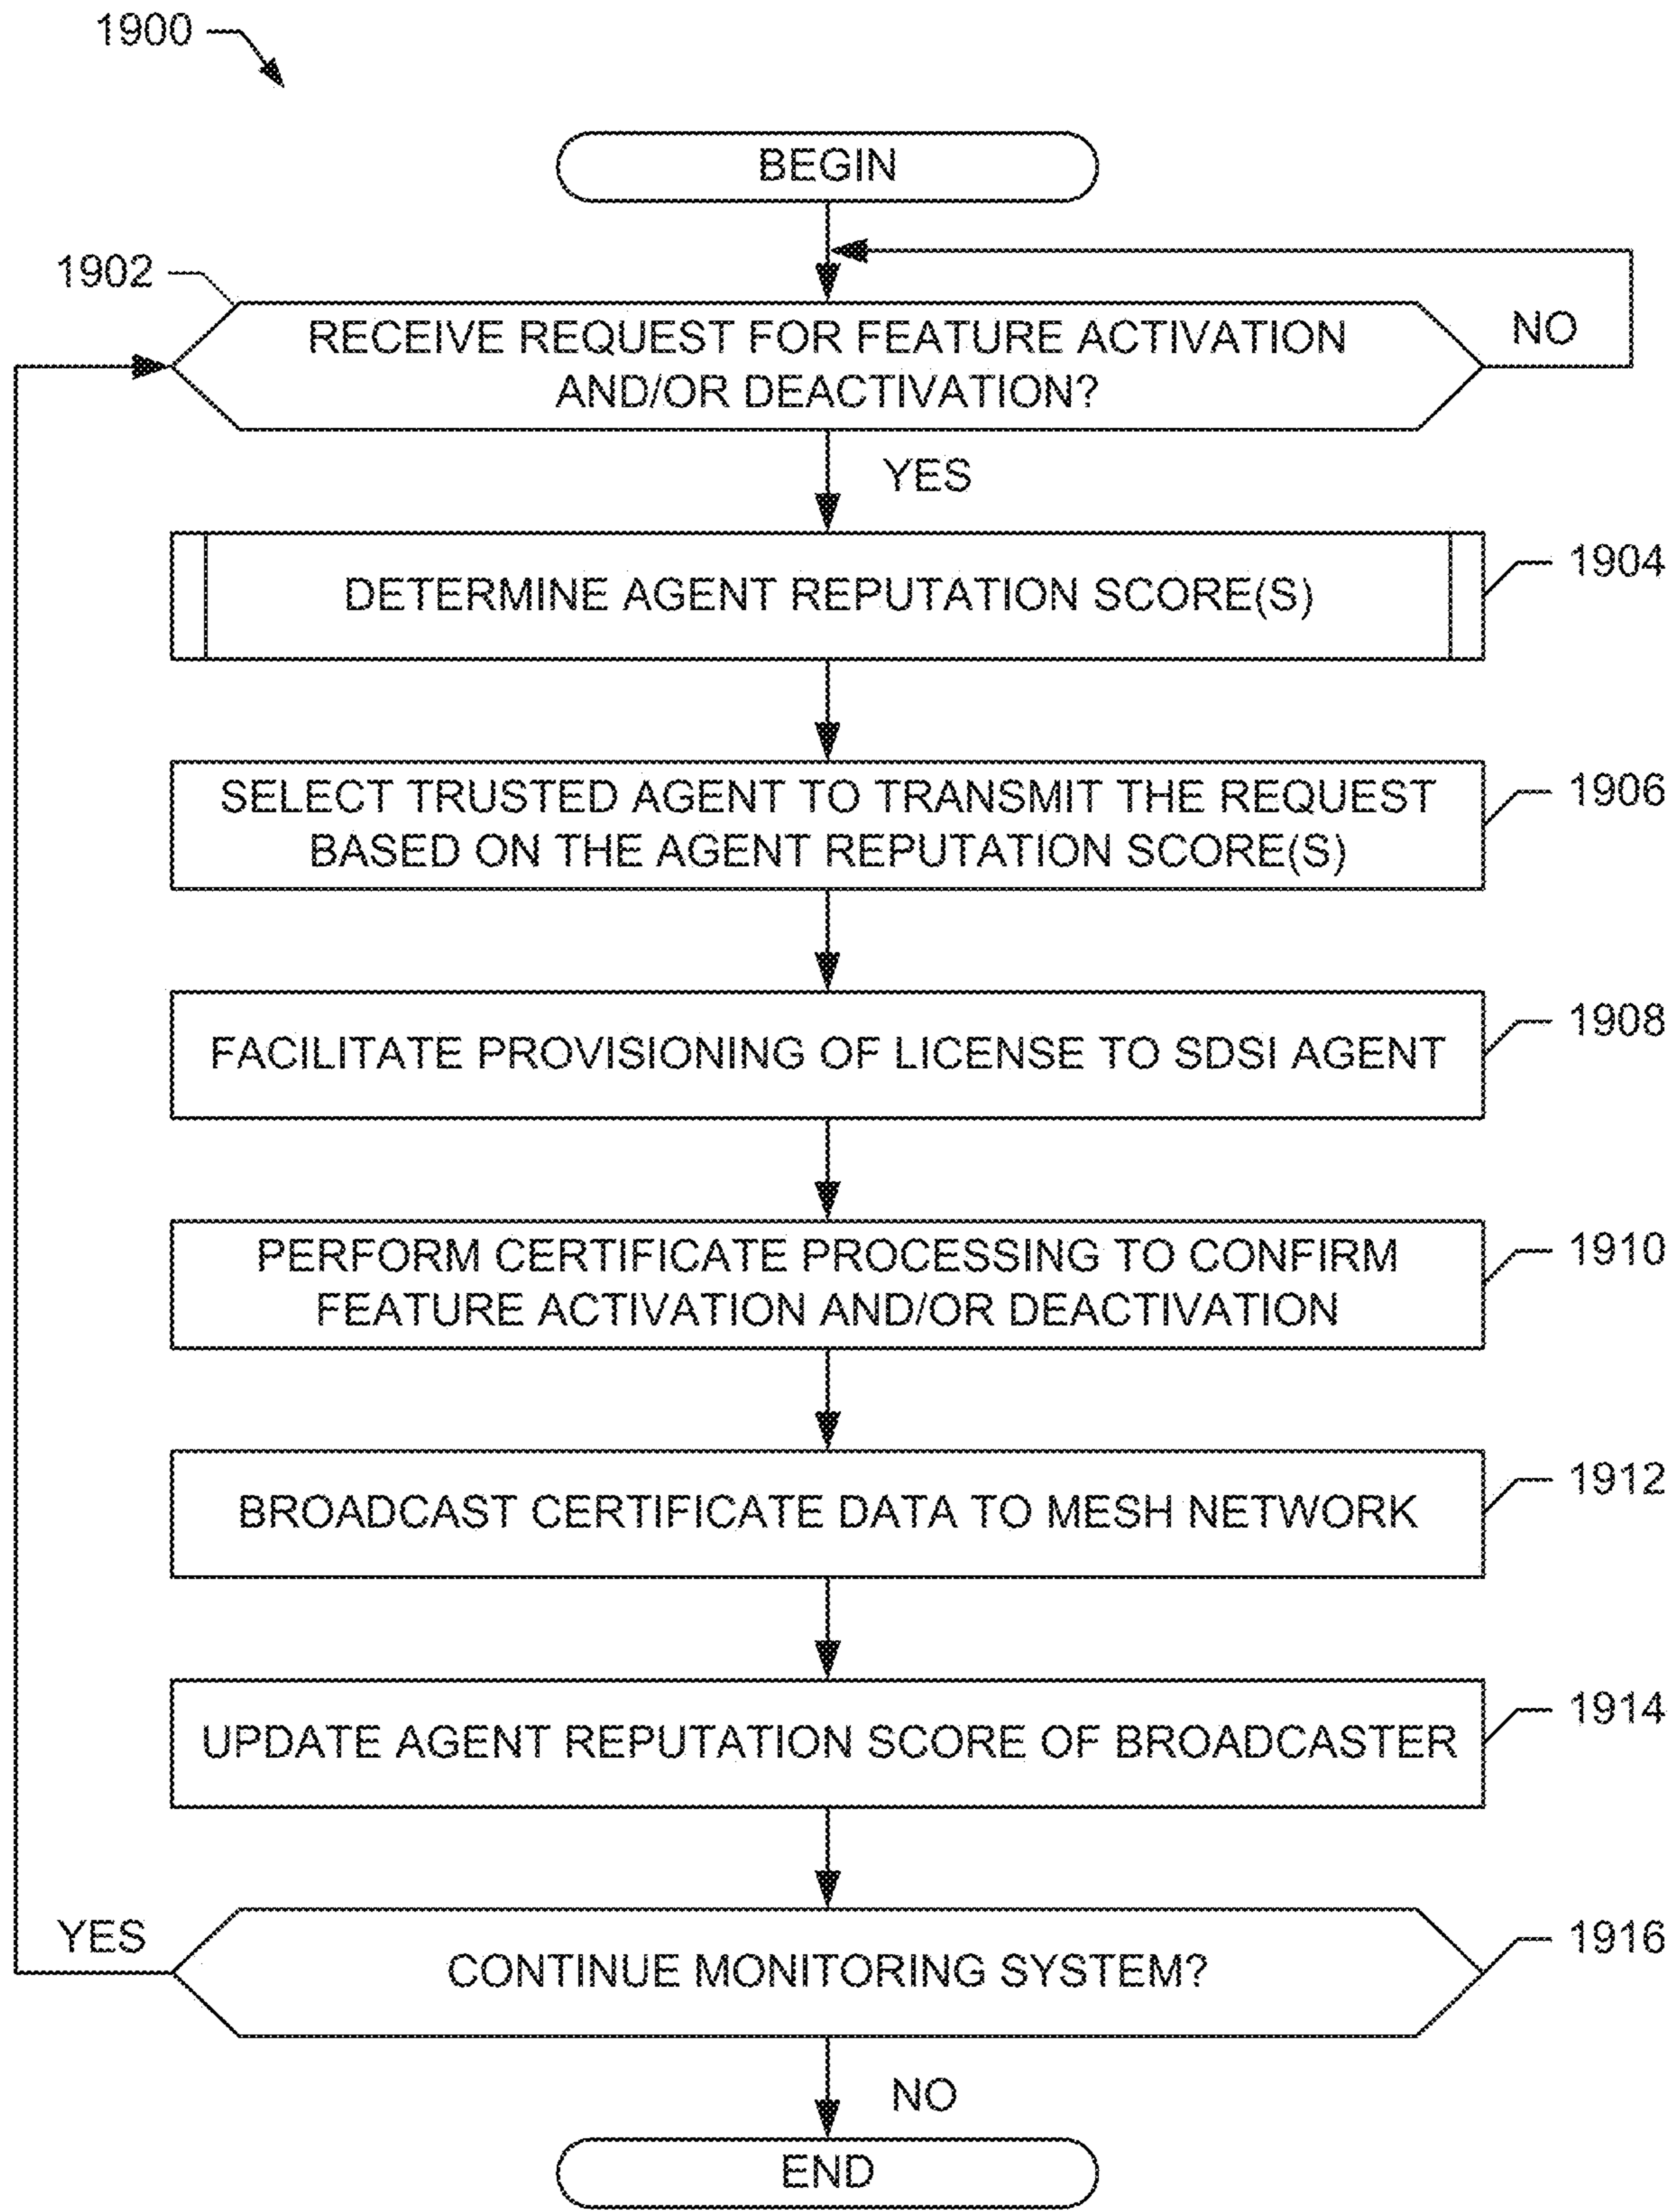 1900
BEGIN
1902
RECEIVE REQUEST FOR FEATURE ACTIVATION
AND/OR DEACTIVATION?
NO
YES
DETERMINE AGENT REPUTATION SCORE(S)
1904
SELECT TRUSTED AGENT TO TRANSMIT THE REQUEST
BASED ON THE AGENT REPUTATION SCORE(S)
1906
FACILITATE PROVISIONING OF LICENSE TO SDSI AGENT
1908
PERFORM CERTIFICATE PROCESSING TO CONFIRM
FEATURE ACTIVATION AND/OR DEACTIVATION
1910
BROADCAST CERTIFICATE DATA TO MESH NETWORK
1912
UPDATE AGENT REPUTATION SCORE OF BROADCASTER
1914
YES
CONTINUE MONITORING SYSTEM?
1916
NO
END